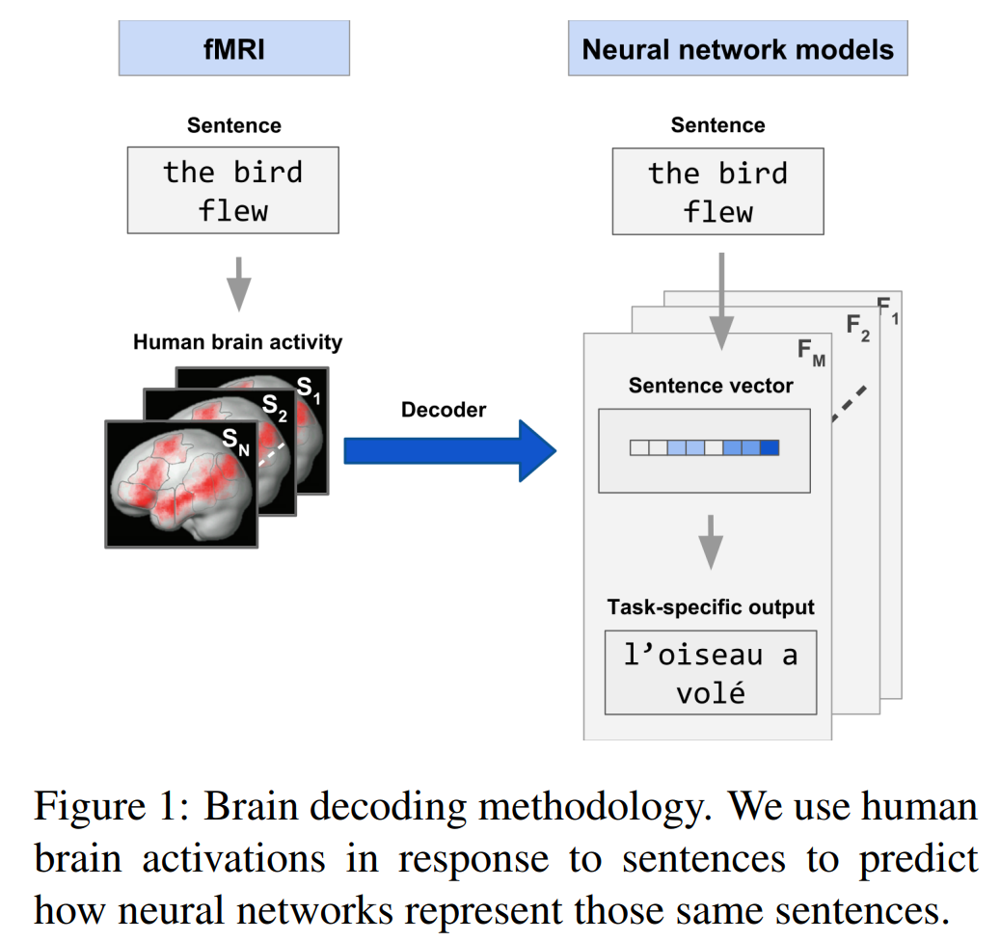 fMRI
Neural network models
Sentence
the bird
flew
Sentence
the bird
flew
Human brain activity
S1
S2
SN
Decoder
F1
F2
FM
Sentence vector
Task-specific output
l’oiseau a
volé
Figure 1: Brain decoding methodology. We use human
brain activations in response to sentences to predict
how neural networks represent those same sentences.